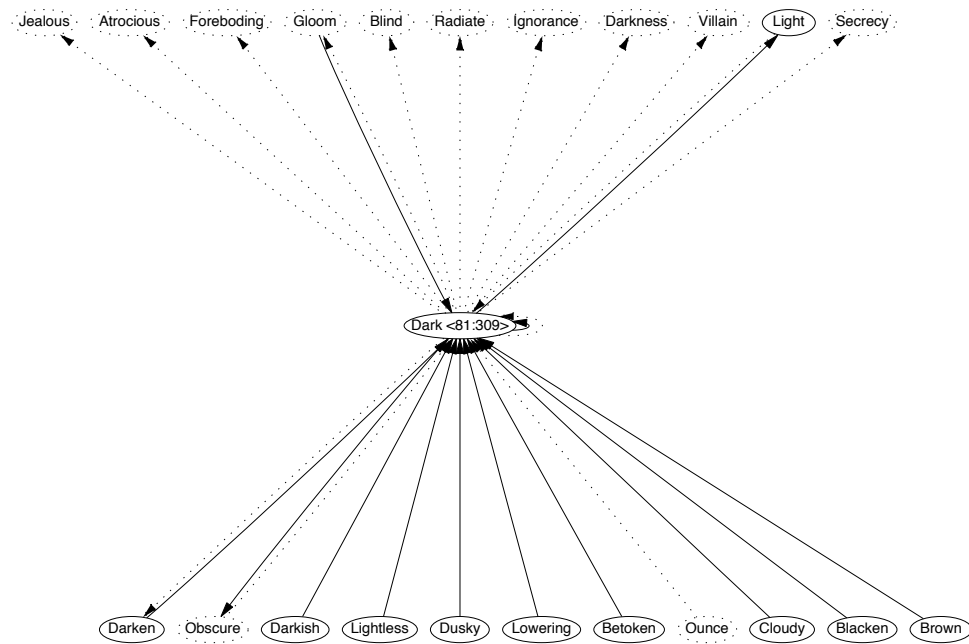 Jealous Atrocious Foreboding Gloom Blind Radiate Ignorance Darkness Villain Light Secrecy
Dark <81:309>
Darken Obscure Darkish Lightless Dusky Lowering Betoken Ounce Cloudy Blacken Brown